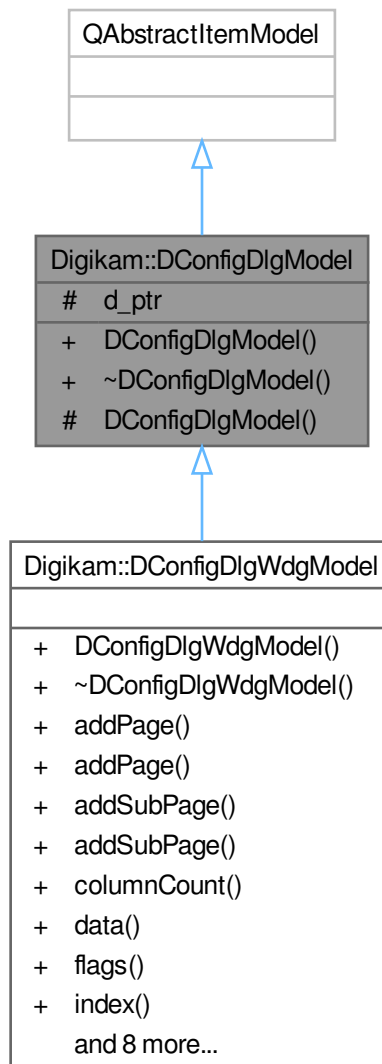 QAbstractItemModel
Digikam::DConfigDlgModel
# d_ptr
+ DConfigDlgModel()
+ ~DConfigDlgModel()
# DConfigDlgModel()
Digikam::DConfigDlgWdgModel
+ DConfigDlgWdgModel()
+ ~DConfigDlgWdgModel()
+ addPage()
+ addPage()
+ addSubPage()
+ addSubPage()
+ columnCount()
+ data()
+ flags()
+ index()
and 8 more...